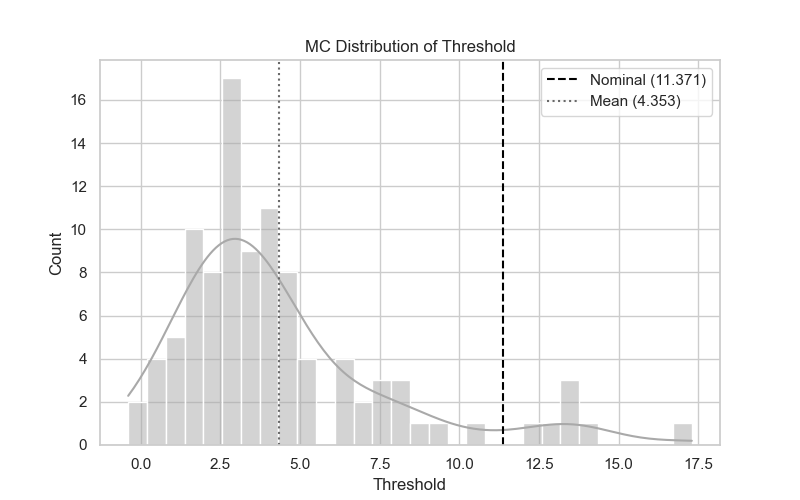 MC Distribution of Threshold
Nominal (11.371)
Mean (4.353)
Count
16
14
12
10
8
6
4
2
0
0.0 2.5 5.0 7.5 10.0 12.5 15.0 17.5
Threshold